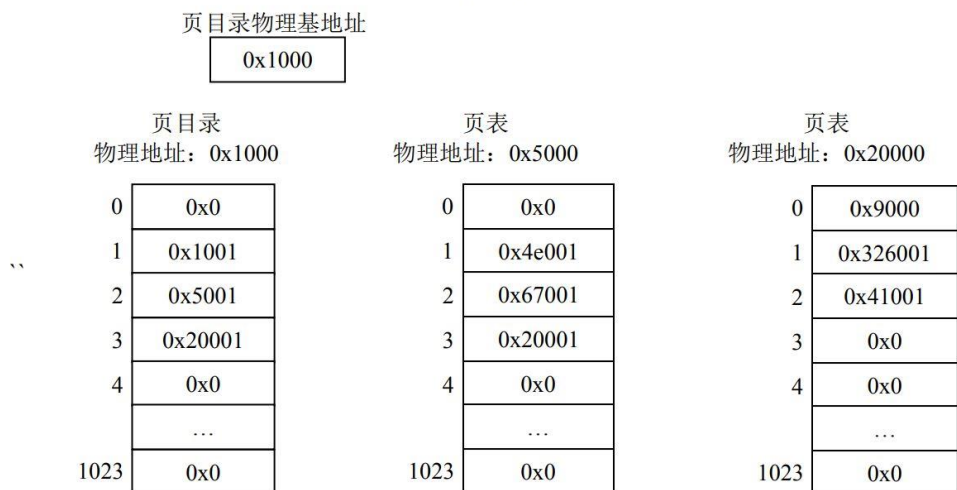 页目录物理基地址
0x1000
页目录
物理地址：0x1000
0 0x0
1 0x1001
2 0x5001
3 0x20001
4 0x0
…
1023 0x0
页表
物理地址：0x5000
0 0x0
1 0x4e001
2 0x67001
3 0x20001
4 0x0
…
1023 0x0
页表
物理地址：0x20000
0 0x9000
1 0x326001
2 0x41001
3 0x0
4 0x0
…
1023 0x0
``